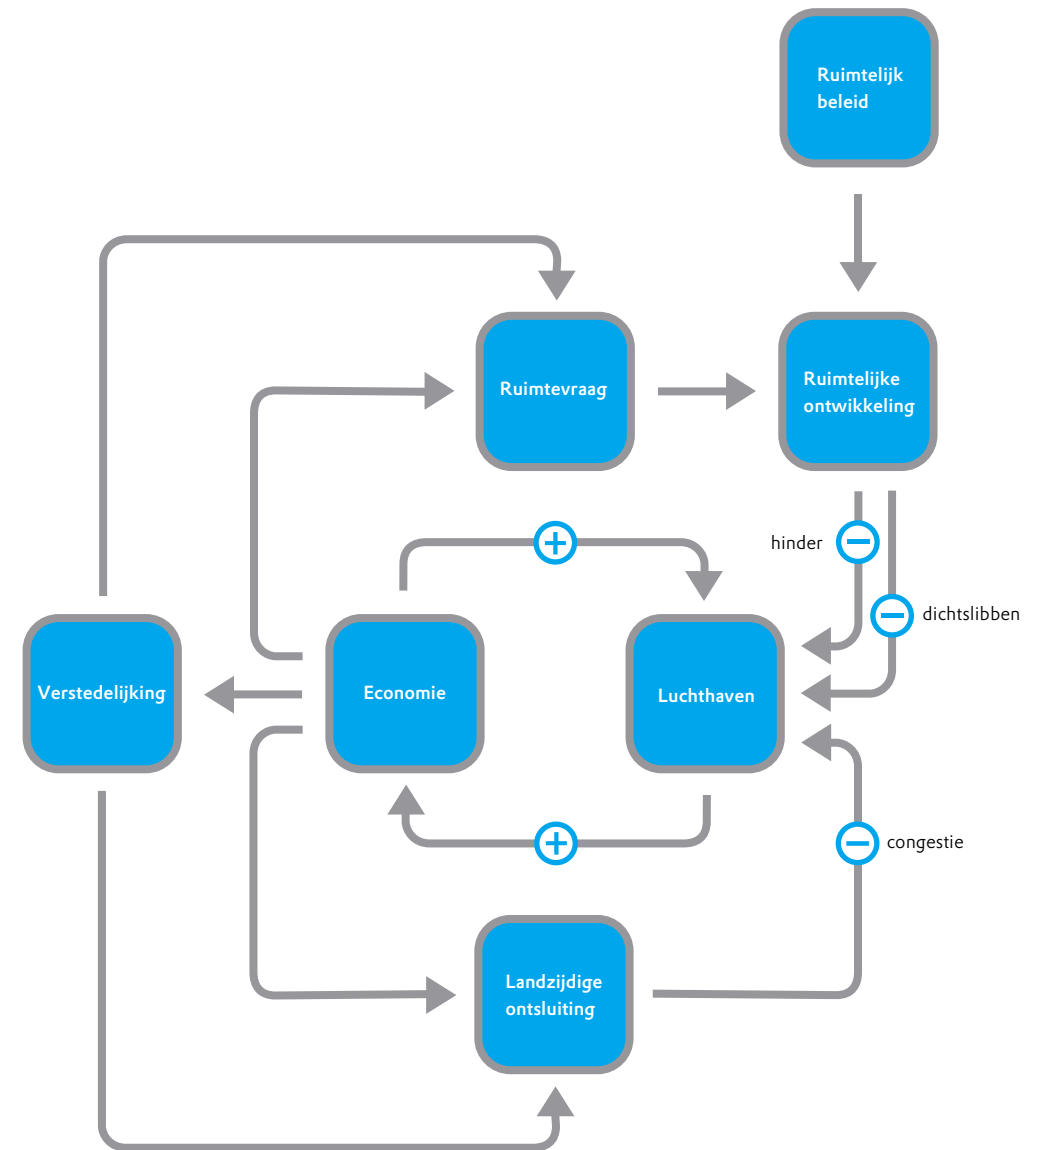 Ruimtelijk
beleid
Ruimtevraag
Ruimtelijke
ontwikkeling
hinder
dichtslibben
Verstedelijking
Economie
Luchthaven
congestie
Landzijdige
ontsluiting